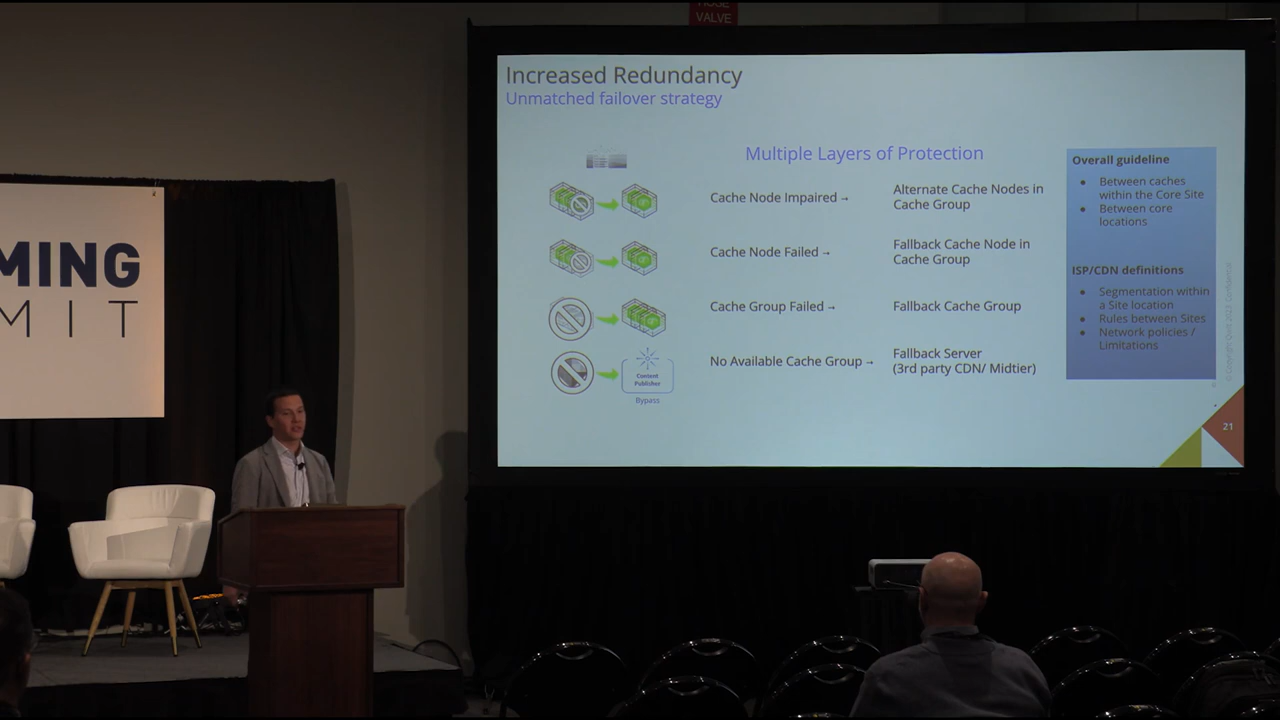 HOSE
VALVE
MING
MIT
Increased Redundancy
Unmatched failover strategy
Multiple Layers of Protection
Cache Node Impaired →
Alternate Cache Nodes in
Cache Group
Cache Node Failed →
Fallback Cache Node in
Cache Group
Cache Group Failed →
Fallback Cache Group
No Available Cache Group →
Fallback Server
(3rd party CDN/ Midtier)
Content
Publisher
Bypass
Overall guideline
● Between caches
within the Core Site
● Between core
locations
ISP/CDN definitions
● Segmentation within
a Site location
● Rules between Sites
● Network policies /
Limitations
21